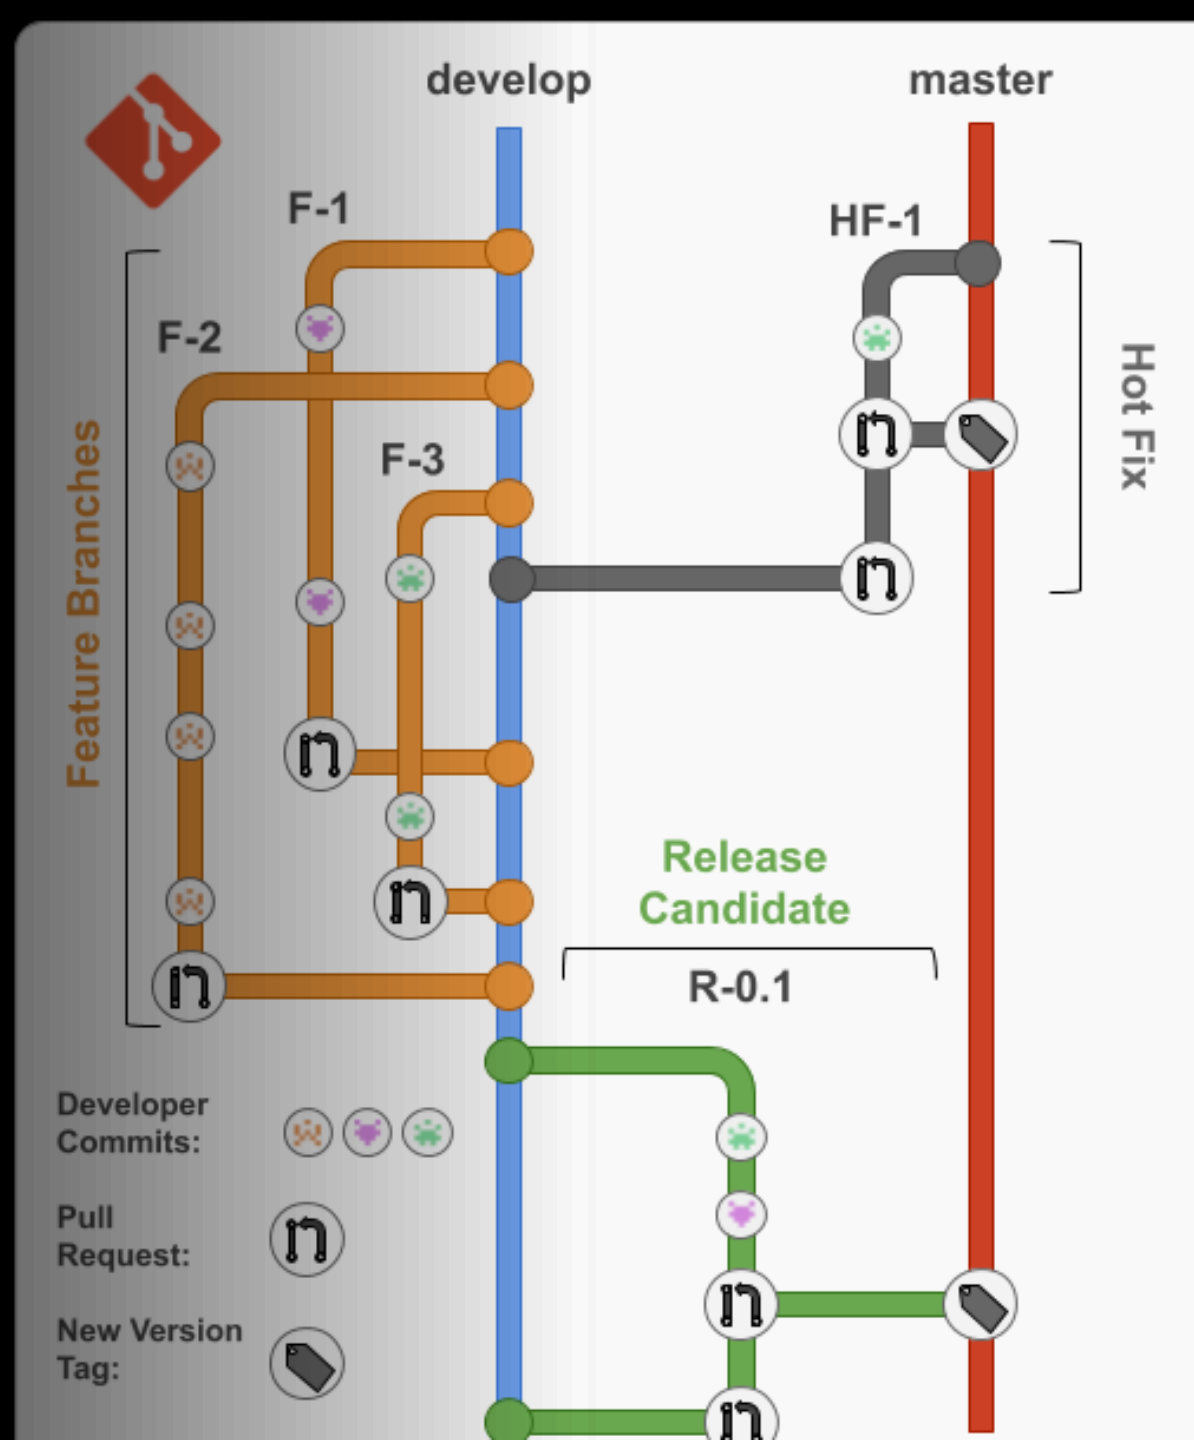 develop
master
F-1
HF-1
F-2
F-3
Feature Branches
Hot Fix
Release
Candidate
R-0.1
Developer
Commits:
Pull
Request:
New Version
Tag: